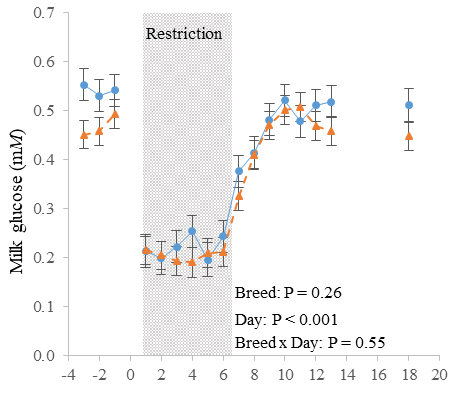 0.7
Restriction
0.6
0.5
0.4
0.3
0.2
0.1
0.0
Milk glucose (mM)
Breed: P = 0.26
Day: P < 0.001
Breed x Day: P = 0.55
-4 -2 0 2 4 6 8 10 12 14 16 18 20